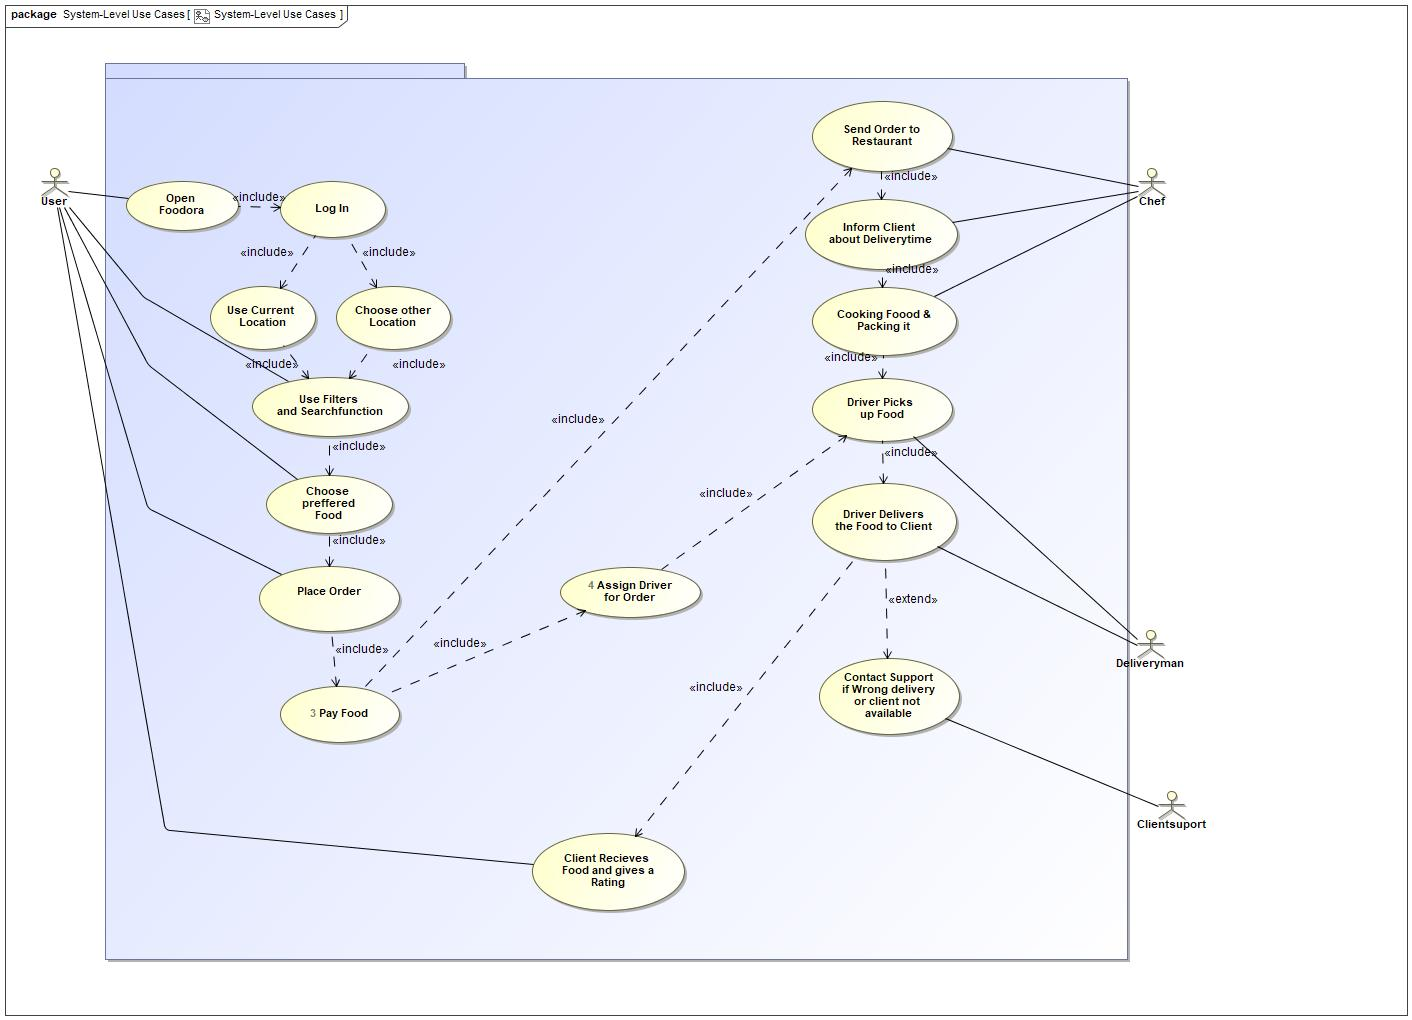 package System-Level Use Cases [ System-Level Use Cases ]
User
Open
Foodora
«include»
Log In
«include»
«include»
Use Current
Location
Choose other
Location
«include»
«include»
Use Filters
and Searchfunction
«include»
Choose
preffered
Food
«include»
Place Order
«include»
3 Pay Food
«include»
«include»
4 Assign Driver
for Order
«include»
Send Order to
Restaurant
«include»
Inform Client
about Deliverytime
«include»
Cooking Foood &
Packing it
«include»
Driver Picks
up Food
«include»
Driver Delivers
the Food to Client
«extend»
«include»
Contact Support
if Wrong delivery
or client not
available
Client Recieves
Food and gives a
Rating
Chef
Deliveryman
Clientsuport